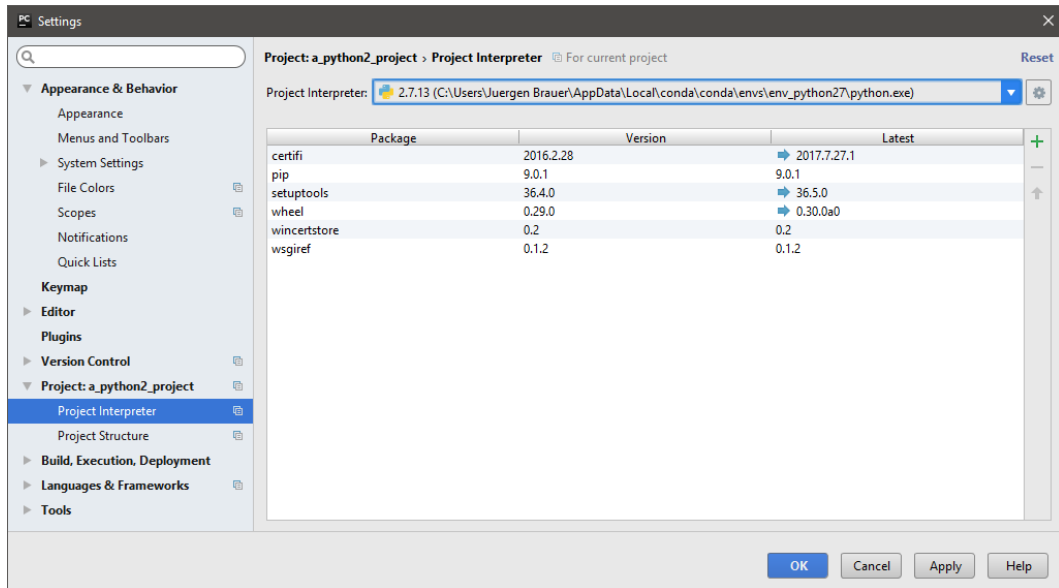 PC Settings
Project: a_python2_project › Project Interpreter For current project Reset
Appearance & Behavior
Appearance
Menus and Toolbars
System Settings
File Colors
Scopes
Notifications
Quick Lists
Keymap
Editor
Plugins
Version Control
Project: a_python2_project
Project Interpreter
Project Structure
Build, Execution, Deployment
Languages & Frameworks
Tools
Project Interpreter: 2.7.13 (C:\Users\Juergen Brauer\AppData\Local\conda\conda\envs\env_python27\python.exe)
Package Version Latest
certifi 2016.2.28 2017.7.27.1
pip 9.0.1 9.0.1
setuptools 36.4.0 36.5.0
wheel 0.29.0 0.30.0a0
wincertstore 0.2 0.2
wsgiref 0.1.2 0.1.2
OK Cancel Apply Help